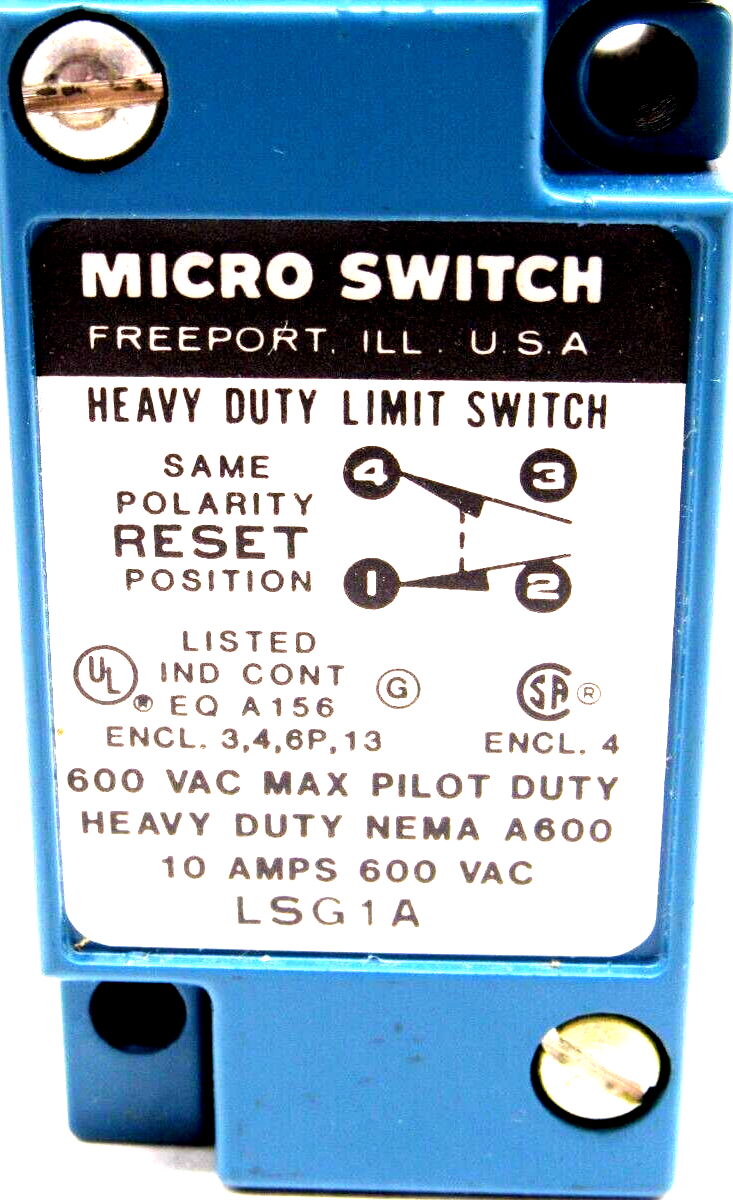 MICRO SWITCH
FREEPORT, ILL. U.S.A
HEAVY DUTY LIMIT SWITCH
SAME
POLARITY
RESET
POSITION
4 3
1 2
LISTED
UL ® IND CONT G SA ®
EQ A156
ENCL. 3,4,6P,13 ENCL. 4
600 VAC MAX PILOT DUTY
HEAVY DUTY NEMA A600
10 AMPS 600 VAC
LSG1A